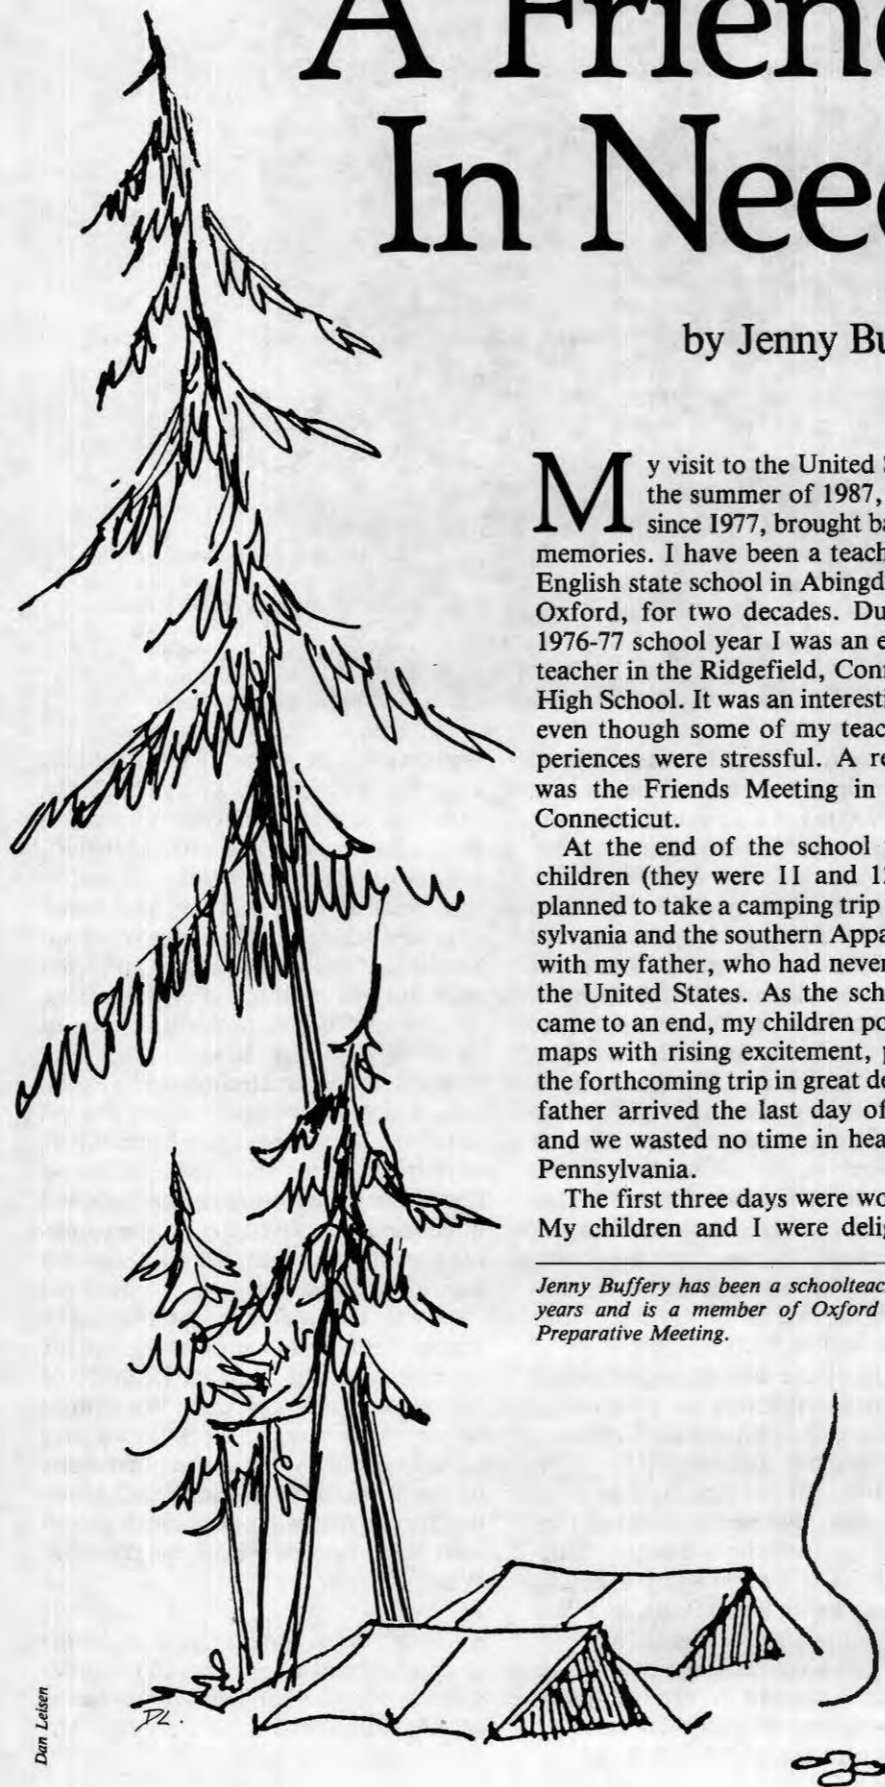 A Frien
In Nee
by Jenny Bu
My visit to the United
the summer of 1987,
since 1977, brought ba
memories. I have been a teach
English state school in Abingd
Oxford, for two decades. Du
1976-77 school year I was an e
teacher in the Ridgefield, Conn
High School. It was an interesti
even though some of my teac
periences were stressful. A re
was the Friends Meeting in
Connecticut.
At the end of the school
children (they were 11 and 1
planned to take a camping trip
sylvania and the southern Appa
with my father, who had never
the United States. As the sch
came to an end, my children po
maps with rising excitement, p
the forthcoming trip in great de
father arrived the last day of
and we wasted no time in hea
Pennsylvania.
The first three days were wo
My children and I were delig
Jenny Buffery has been a schoolteac
years and is a member of Oxford
Preparative Meeting.
DL.
Dan Leisen